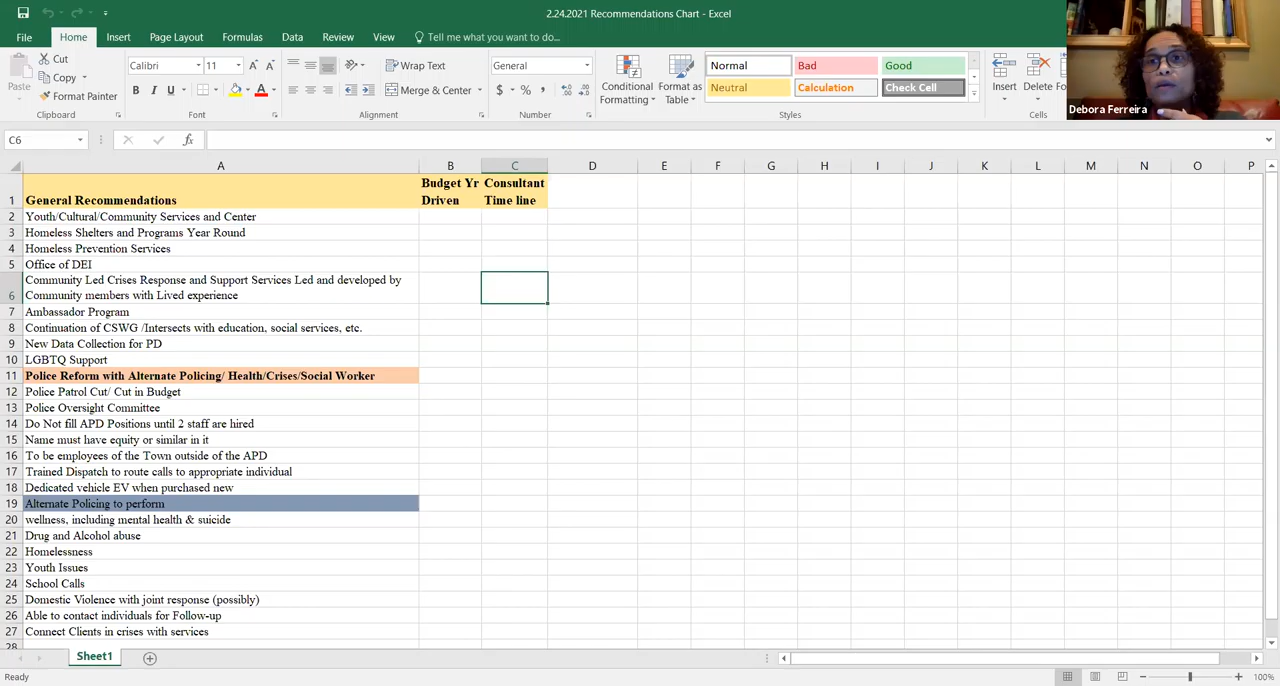 2.24.2021 Recommendations Chart - Excel
File Home Insert Page Layout Formulas Data Review View Tell me what you want to do...
Paste
Cut
Copy
Format Painter
Clipboard
Calibri 11
B I U A
Font
Wrap Text
Merge & Center
Alignment
General
$ % ,
Number
Conditional Formatting
Format as Table
Normal Bad Good
Neutral Calculation Check Cell
Styles
Insert Delete
Cells
Debora Ferreira
C6
fx
A B C D E F G H I J K L M N O P
Budget Yr Consultant
1 General Recommendations Driven Time line
2 Youth/Cultural/Community Services and Center
3 Homeless Shelters and Programs Year Round
4 Homeless Prevention Services
5 Office of DEI
Community Led Crises Response and Support Services Led and developed by
6 Community members with Lived experience
7 Ambassador Program
8 Continuation of CSWG /Intersects with education, social services, etc.
9 New Data Collection for PD
10 LGBTQ Support
11 Police Reform with Alternate Policing/ Health/Crises/Social Worker
12 Police Patrol Cut/ Cut in Budget
13 Police Oversight Committee
14 Do Not fill APD Positions until 2 staff are hired
15 Name must have equity or similar in it
16 To be employees of the Town outside of the APD
17 Trained Dispatch to route calls to appropriate individual
18 Dedicated vehicle EV when purchased new
19 Alternate Policing to perform
20 wellness, including mental health & suicide
21 Drug and Alcohol abuse
22 Homelessness
23 Youth Issues
24 School Calls
25 Domestic Violence with joint response (possibly)
26 Able to contact individuals for Follow-up
27 Connect Clients in crises with services
28
Sheet1
Ready
100%